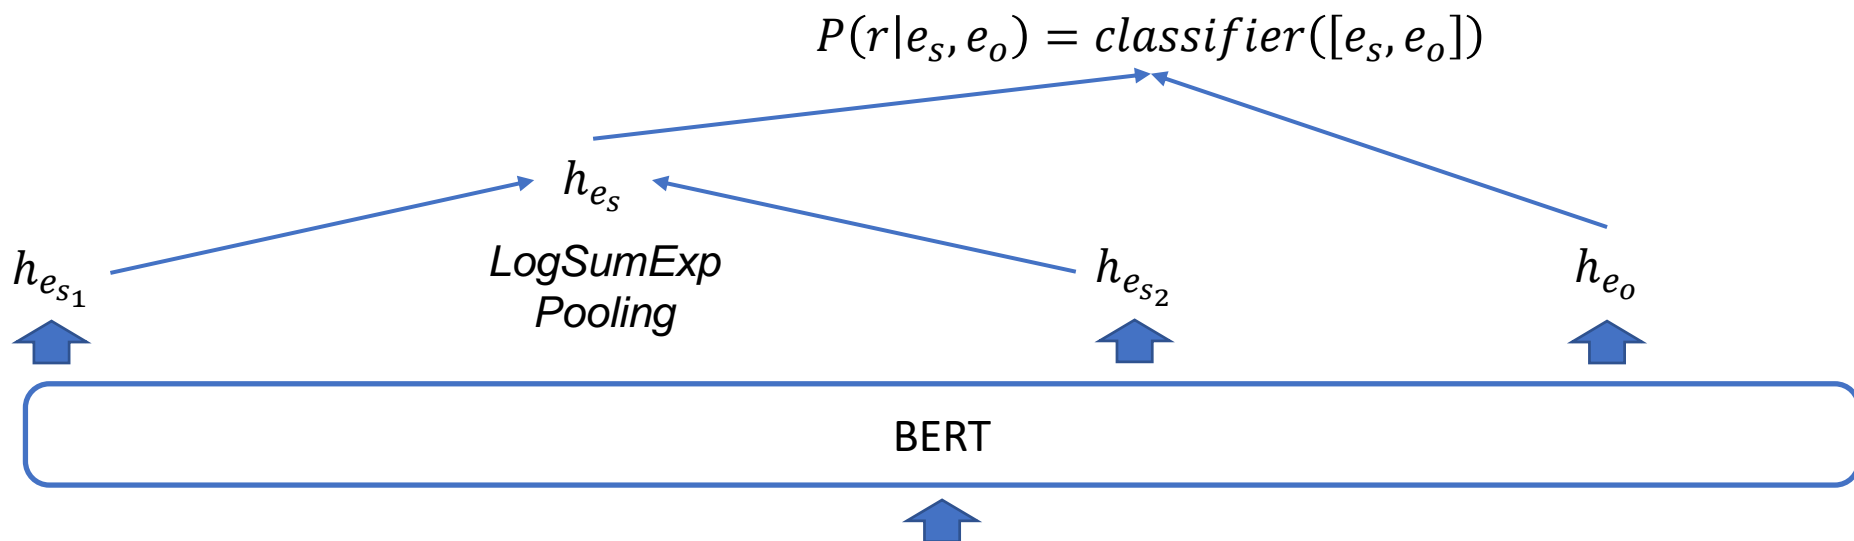 P(r|e_s, e_o) = classifier([e_s, e_o])
h_{e_s}
h_{e_{s_1}}
LogSumExp
Pooling
h_{e_{s_2}}
h_{e_o}
BERT